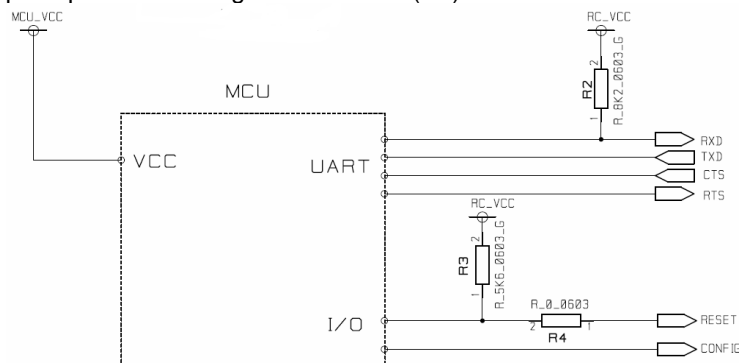 MCU_VCC
RC_VCC
MCU
2
R2
R_8K2_0603_G
1
RXD
VCC
UART
TXD
CTS
RTS
RC_VCC
2
R3
R_5K6_0603_G
1
R_0_0603
I/O
2
R4
1
RESET
CONFIG